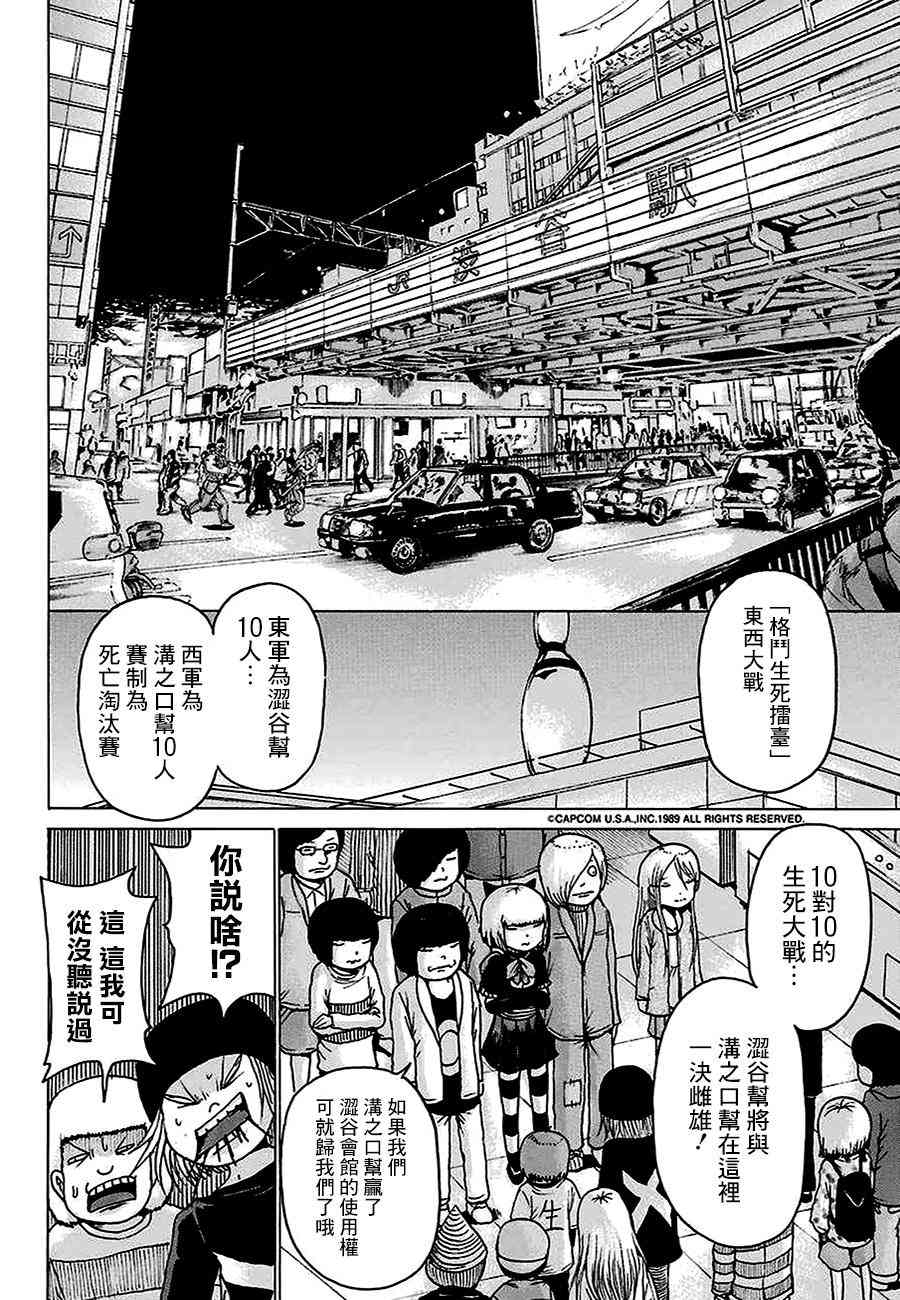 JR渋谷駅
「格鬥生死擂臺」
東西大戰
東軍為澀谷幫
10人…
西軍為
溝之口幫10人
賽制為
死亡淘汰賽
©CAPCOM U.S.A.,INC.1989 ALL RIGHTS RESERVED.
10對10的
生死大戰…
澀谷幫將與
溝之口幫在這裡
一決雌雄!
如果我們
溝之口幫贏了
澀谷會館的使用權
可就歸我們了哦
生
你說啥!?
這 這我可
從沒聽說過